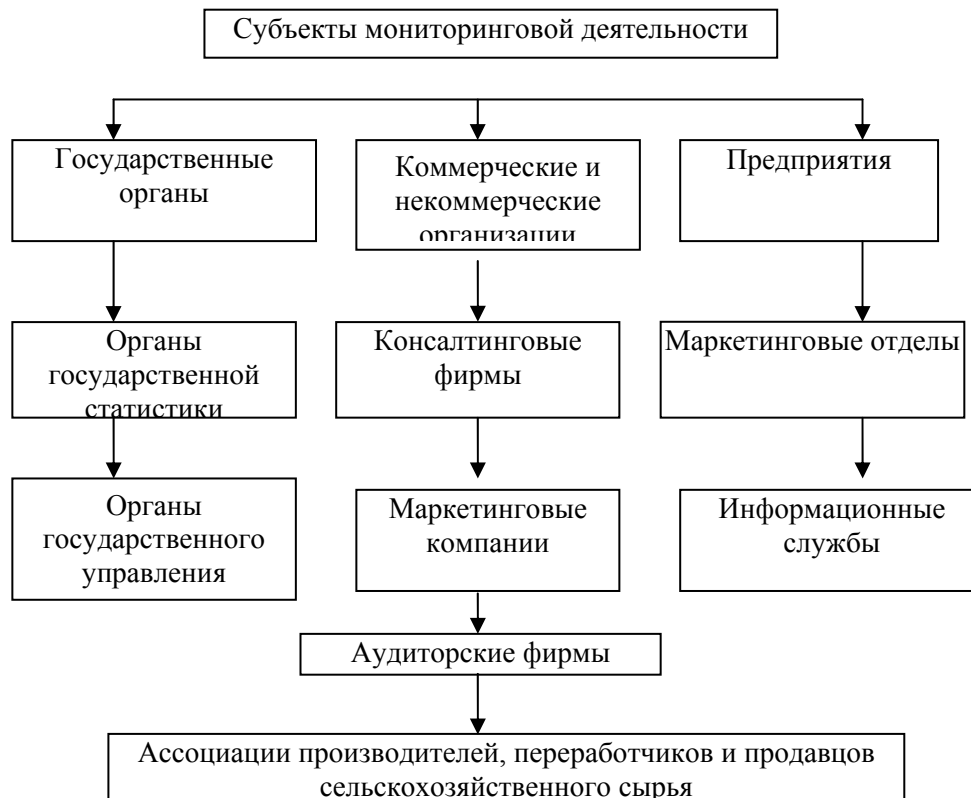 Субъекты мониторинговой деятельности
Государственные
органы
Коммерческие и
некоммерческие
организации
Предприятия
Органы
государственной
статистики
Консалтинговые
фирмы
Маркетинговые отделы
Органы
государственного
управления
Маркетинговые
компании
Информационные
службы
Аудиторские фирмы
Ассоциации производителей, переработчиков и продавцов
сельскохозяйственного сырья